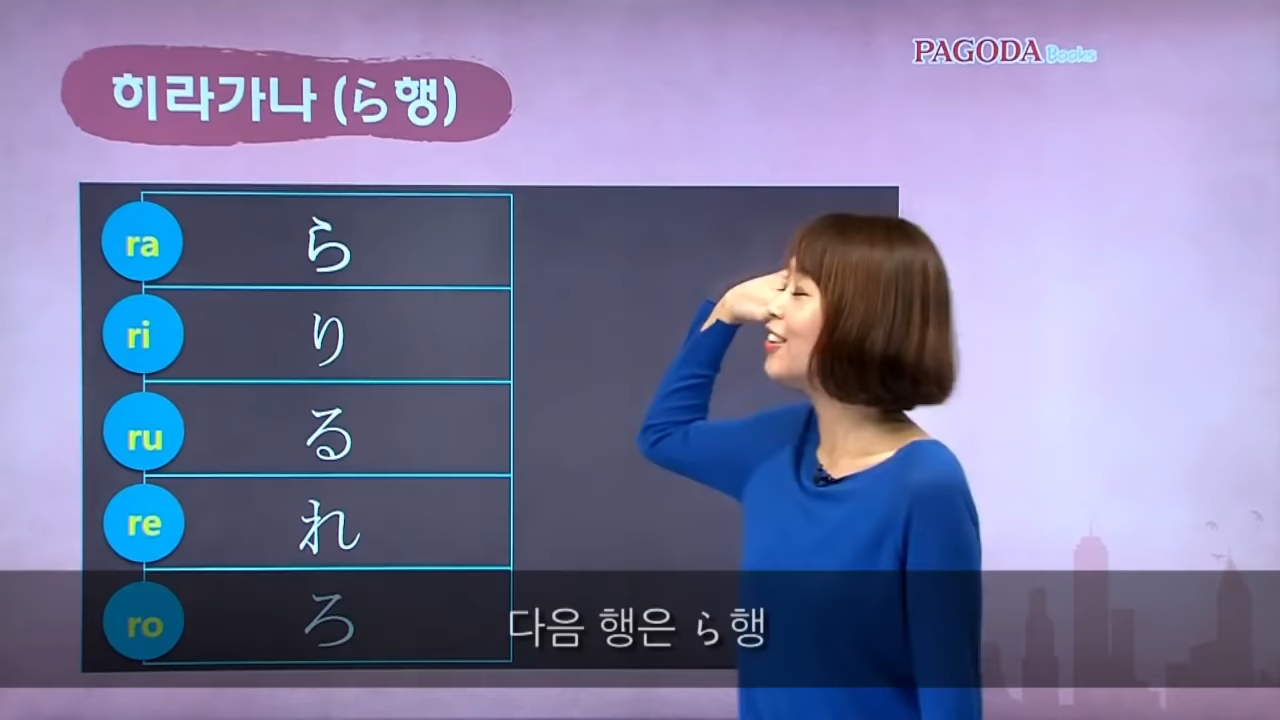 PAGODA Books
히라가나 (ら행)
ra ら
ri り
ru る
re れ
ro ろ
다음 행은 ら행